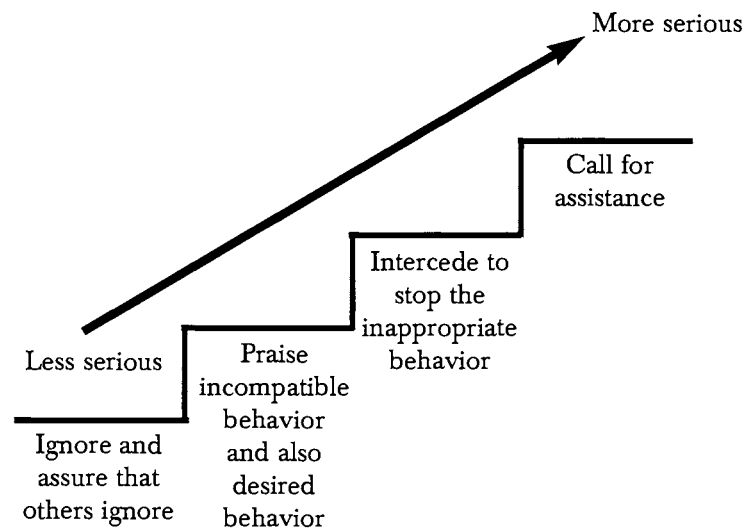 More serious
Call for
assistance
Intercede to
stop the
inappropriate
behavior
Less serious
Praise
incompatible
behavior
and also
desired
behavior
Ignore and
assure that
others ignore